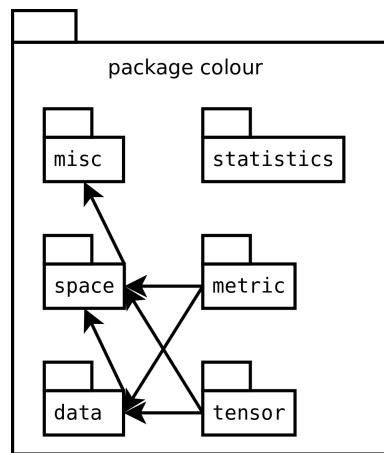 package colour
misc
statistics
space
metric
data
tensor